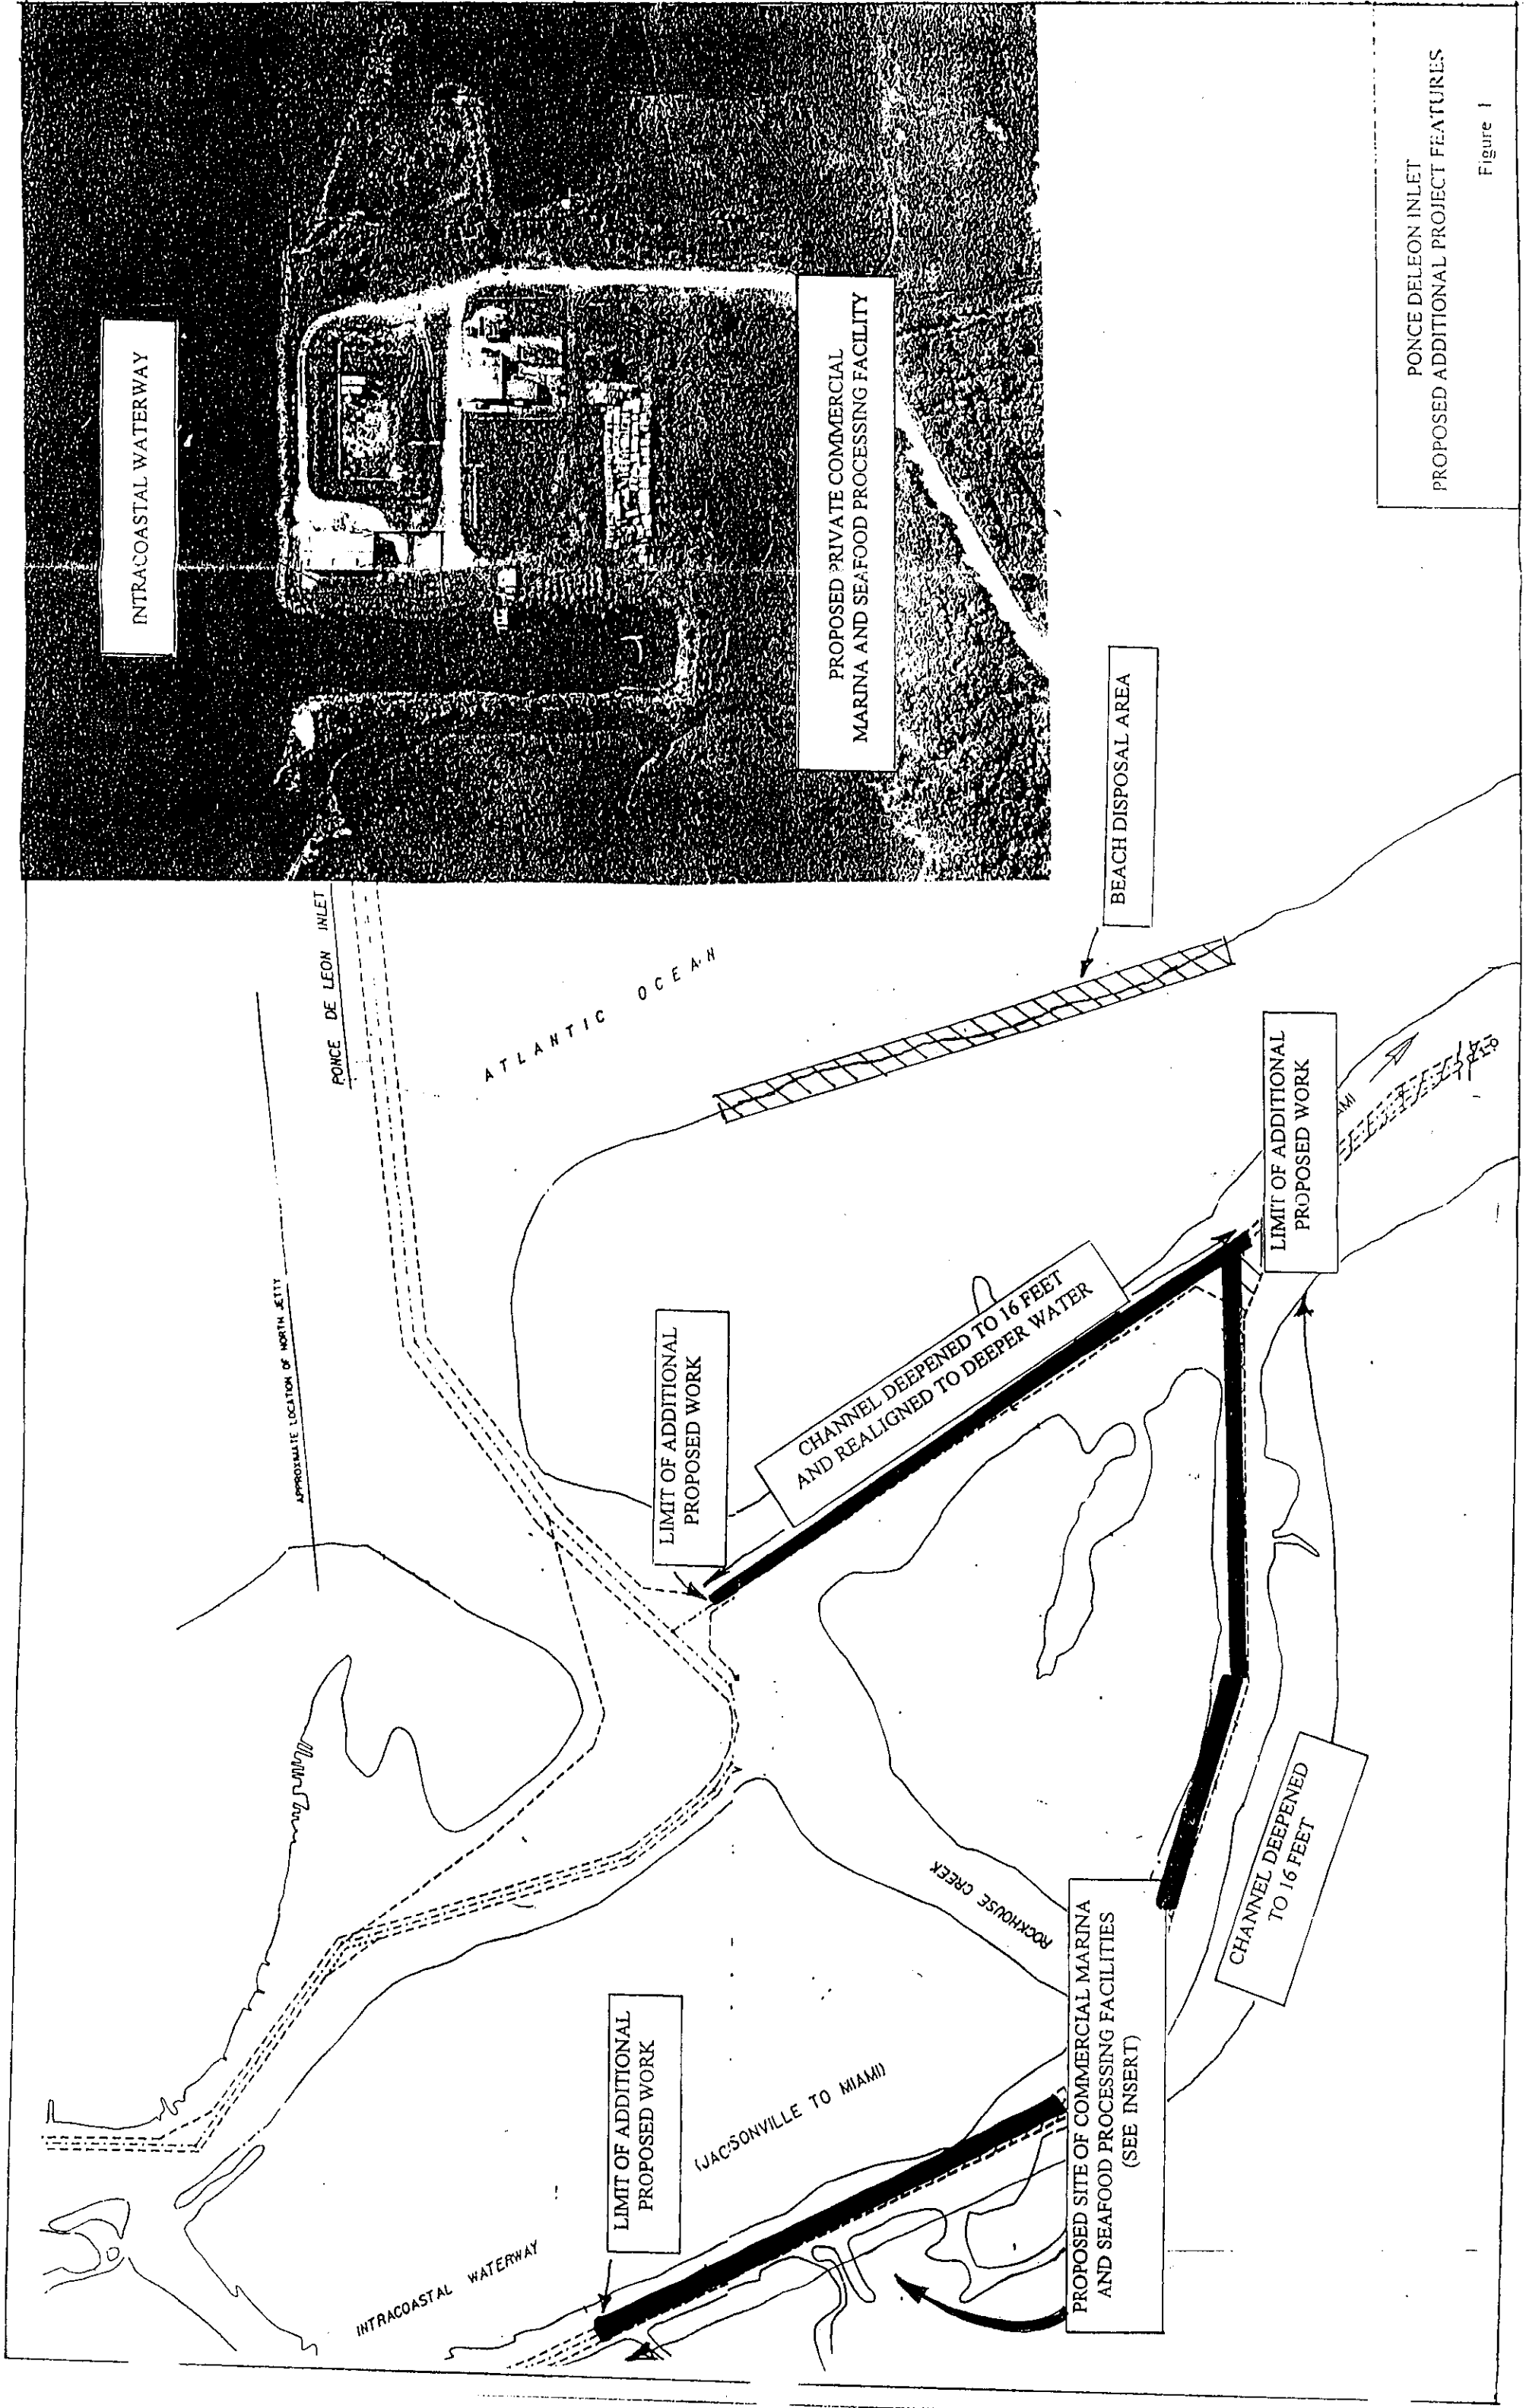 INTRACOASTAL WATERWAY
PROPOSED PRIVATE COMMERCIAL
MARINA AND SEAFOOD PROCESSING FACILITY
PONCE DELEON INLET
PROPOSED ADDITIONAL PROJECT FEATURES
Figure 1
PONCE DE LEON INLET
ATLANTIC OCEAN
BEACH DISPOSAL AREA
APPROXIMATE LOCATION OF NORTH JETTY
LIMIT OF ADDITIONAL
PROPOSED WORK
CHANNEL DEEPENED TO 16 FEET
AND REALIGNED TO DEEPER WATER
LIMIT OF ADDITIONAL
PROPOSED WORK
AMI
ROCKHOUSE CREEK
CHANNEL DEEPENED
TO 16 FEET
LIMIT OF ADDITIONAL
PROPOSED WORK
INTRACOASTAL WATERWAY
(JACKSONVILLE TO MIAMI)
PROPOSED SITE OF COMMERCIAL MARINA
AND SEAFOOD PROCESSING FACILITIES
(SEE INSERT)